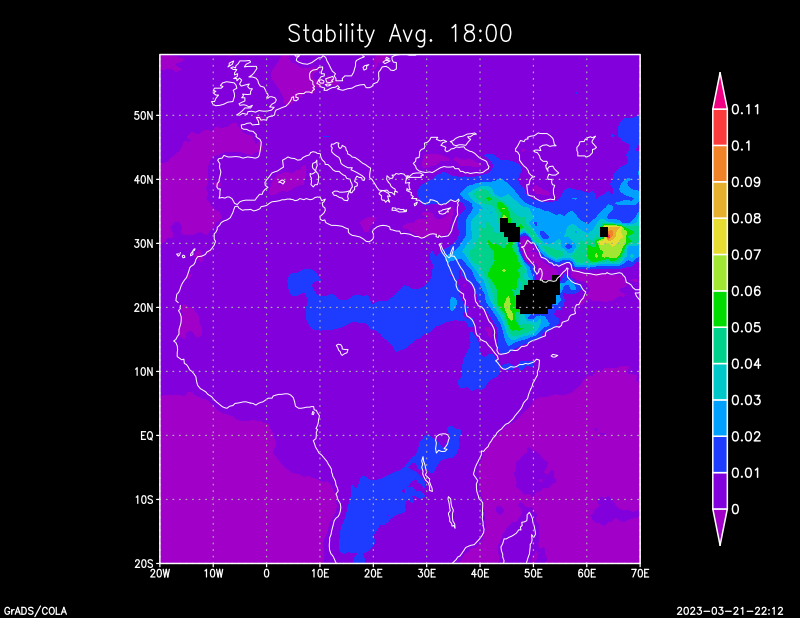 Stability Avg. 18:00
50N
40N
30N
20N
10N
EQ
10S
20S
20W 10W 0 10E 20E 30E 40E 50E 60E 70E
0.11
0.1
0.09
0.08
0.07
0.06
0.05
0.04
0.03
0.02
0.01
0
GrADS/COLA 2023-03-21-22:12